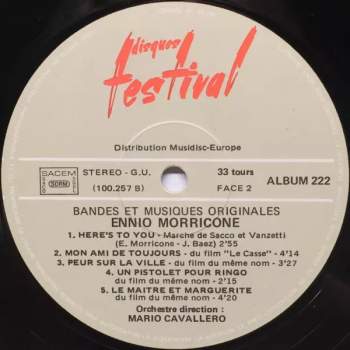 disques
festival
Distribution Musidisc-Europe
SACEM
SDRM
STEREO - G.U.
(100.257 B)
33 tours
FACE 2
ALBUM 222
BANDES ET MUSIQUES ORIGINALES
ENNIO MORRICONE
1. HERE'S TO YOU - Marche de Sacco et Vanzetti
(E. Morricone - J. Baez) 2'55
2. MON AMI DE TOUJOURS - du film "Le Casse" - 4'14
3. PEUR SUR LA VILLE - du film du même nom - 3'27
4. UN PISTOLET POUR RINGO
du film du même nom - 2'15
5. LE MAITRE ET MARGUERITE
du film du même nom - 4'20
Orchestre direction :
MARIO CAVALLERO